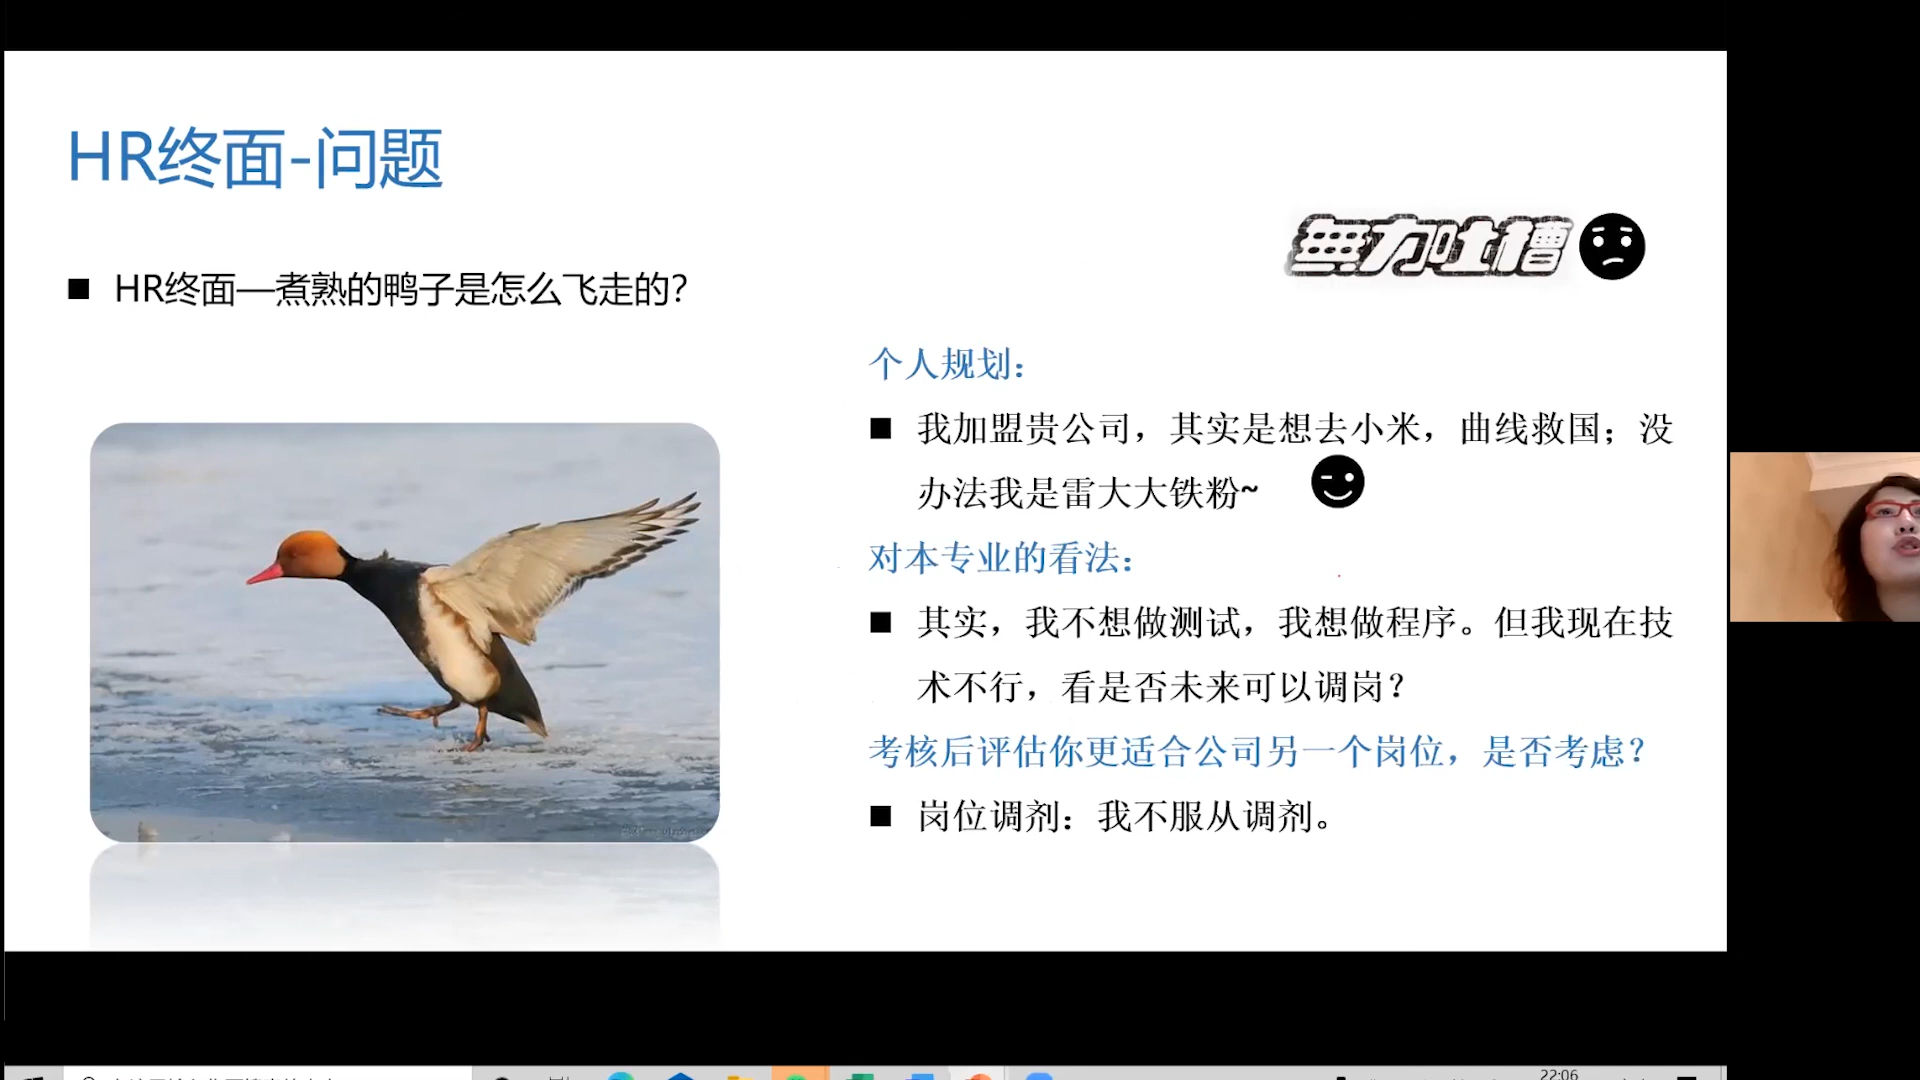 HR终面-问题
無力吐槽
■ HR终面—煮熟的鸭子是怎么飞走的？
个人规划：
■ 我加盟贵公司，其实是想去小米，曲线救国；没
办法我是雷大大铁粉~
对本专业的看法：
■ 其实，我不想做测试，我想做程序。但我现在技
术不行，看是否未来可以调岗？
考核后评估你更适合公司另一个岗位，是否考虑？
■ 岗位调剂：我不服从调剂。
22:06